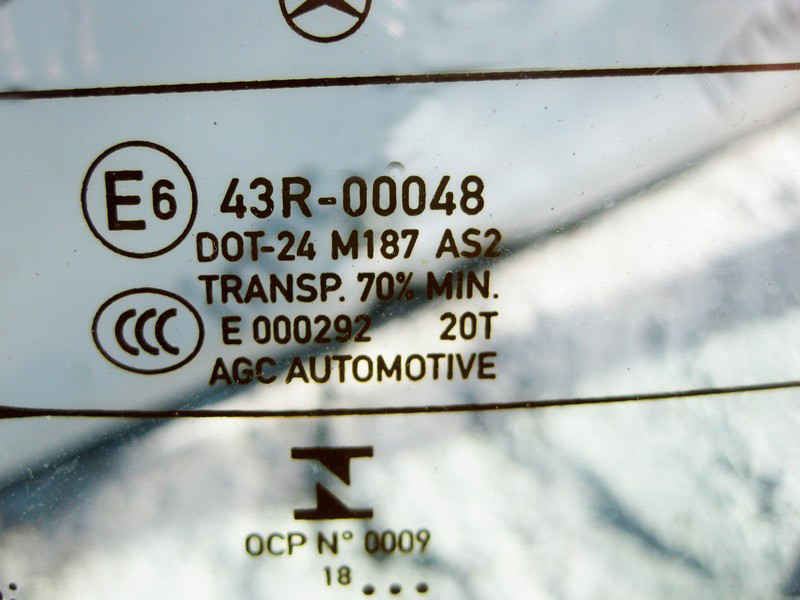 E6 43R-00048
DOT-24 M187 AS2
TRANSP. 70% MIN.
CCC E 000292 20T
AGC AUTOMOTIVE
OCP N° 0009
18 ...